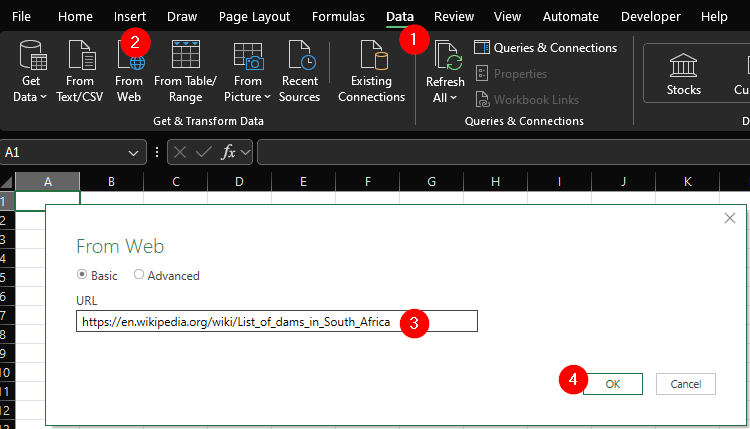 File Home Insert Draw Page Layout Formulas Data Review View Automate Developer Help
2 1
Get Data From Text/CSV From Web From Table/ Range From Picture Recent Sources Existing Connections Refresh All Queries & Connections Properties Workbook Links Stocks Cu
Get & Transform Data Queries & Connections D
A1 fx
A B C D E F G H I J K
1
2
3
4
5
6
7
8
9
10
11
12
13
From Web
Basic Advanced
URL
https://en.wikipedia.org/wiki/List_of_dams_in_South_Africa 3
4 OK Cancel